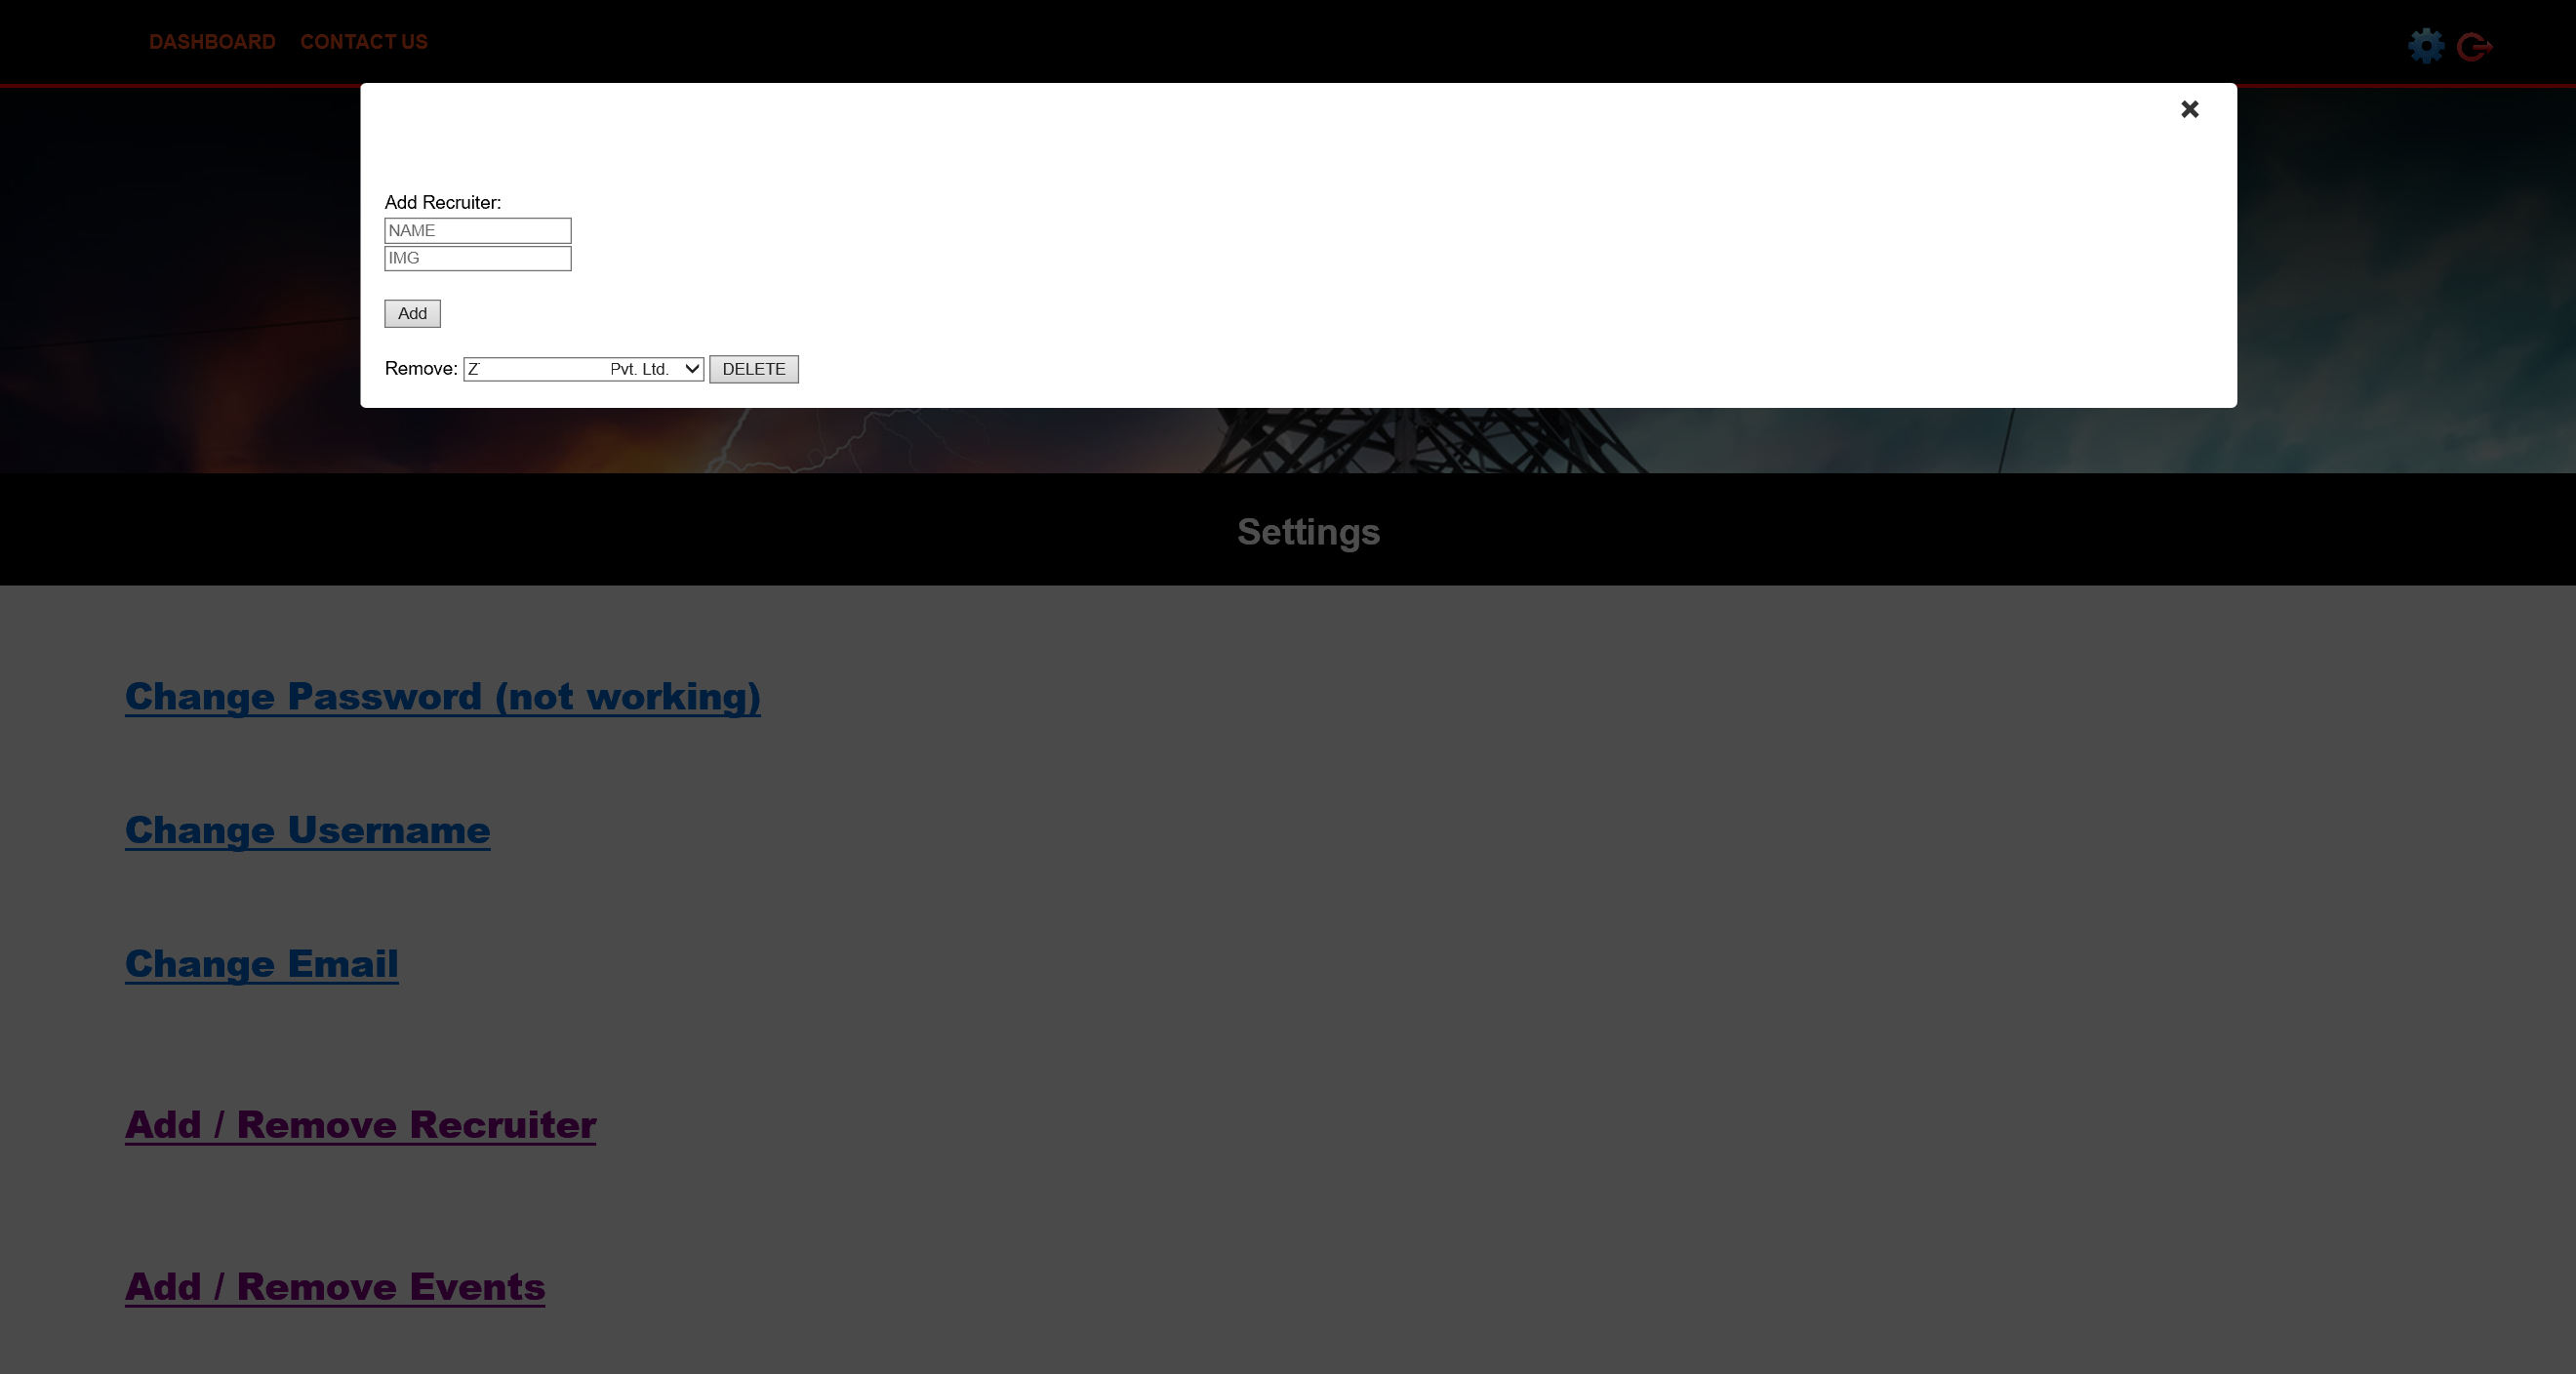 DASHBOARD CONTACT US
Add Recruiter:
NAME
IMG
Add
Remove: Z Pvt. Ltd. DELETE
Settings
Change Password (not working)
Change Username
Change Email
Add / Remove Recruiter
Add / Remove Events